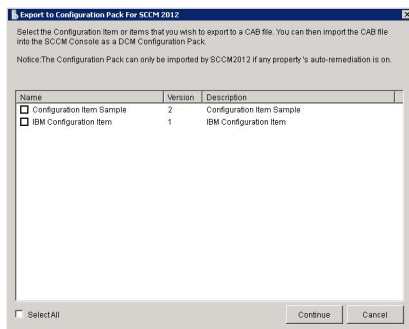 Export to Configuration Pack For SCCM 2012
Select the Configuration Item or items that you wish to export to a CAB file. You can then import the CAB file
into the SCCM Console as a DCM Configuration Pack.
Notice:The Configuration Pack can only be imported by SCCM2012 if any property 's auto-remediation is on.
Name Version Description
Configuration Item Sample 2 Configuration Item Sample
IBM Configuration Item 1 IBM Configuration Item
SelectAll Continue Cancel